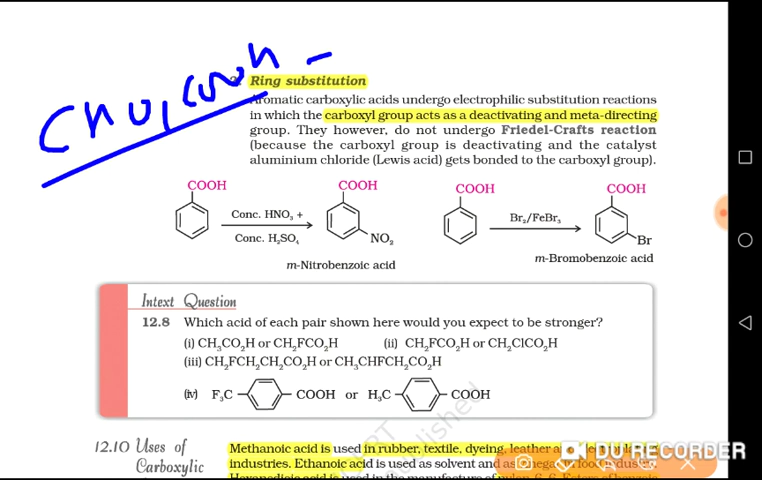 CHCl, COOH -
2. Ring substitution
Aromatic carboxylic acids undergo electrophilic substitution reactions
in which the carboxyl group acts as a deactivating and meta-directing
group. They however, do not undergo Friedel-Crafts reaction
(because the carboxyl group is deactivating and the catalyst
aluminium chloride (Lewis acid) gets bonded to the carboxyl group).
COOH COOH COOH COOH
Conc. HNO₃ + Br₂/FeBr₃
Conc. H₂SO₄ NO₂ Br
m-Nitrobenzoic acid m-Bromobenzoic acid
Intext Question
12.8 Which acid of each pair shown here would you expect to be stronger?
(i) CH₃CO₂H or CH₂FCO₂H (ii) CH₂FCO₂H or CH₂ClCO₂H
(iii) CH₂FCH₂CH₂CO₂H or CH₃CHFCH₂CO₂H
(iv) F₃C COOH or H₃C COOH
12.10 Uses of Methanoic acid is used in rubber, textile, dyeing, leather
Carboxylic industries. Ethanoic acid is used as solvent and as
DU RECORDER